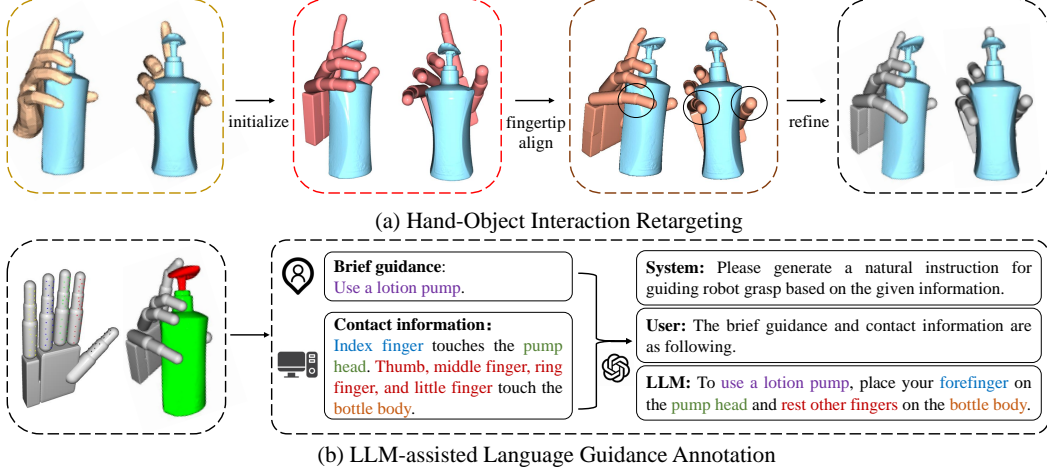 initialize
fingertip
align
refine
(a) Hand-Object Interaction Retargeting
Brief guidance:
Use a lotion pump.
Contact information:
Index finger touches the pump
head. Thumb, middle finger, ring
finger, and little finger touch the
bottle body.
System: Please generate a natural instruction for
guiding robot grasp based on the given information.
User: The brief guidance and contact information are
as following.
LLM: To use a lotion pump, place your forefinger on
the pump head and rest other fingers on the bottle body.
(b) LLM-assisted Language Guidance Annotation